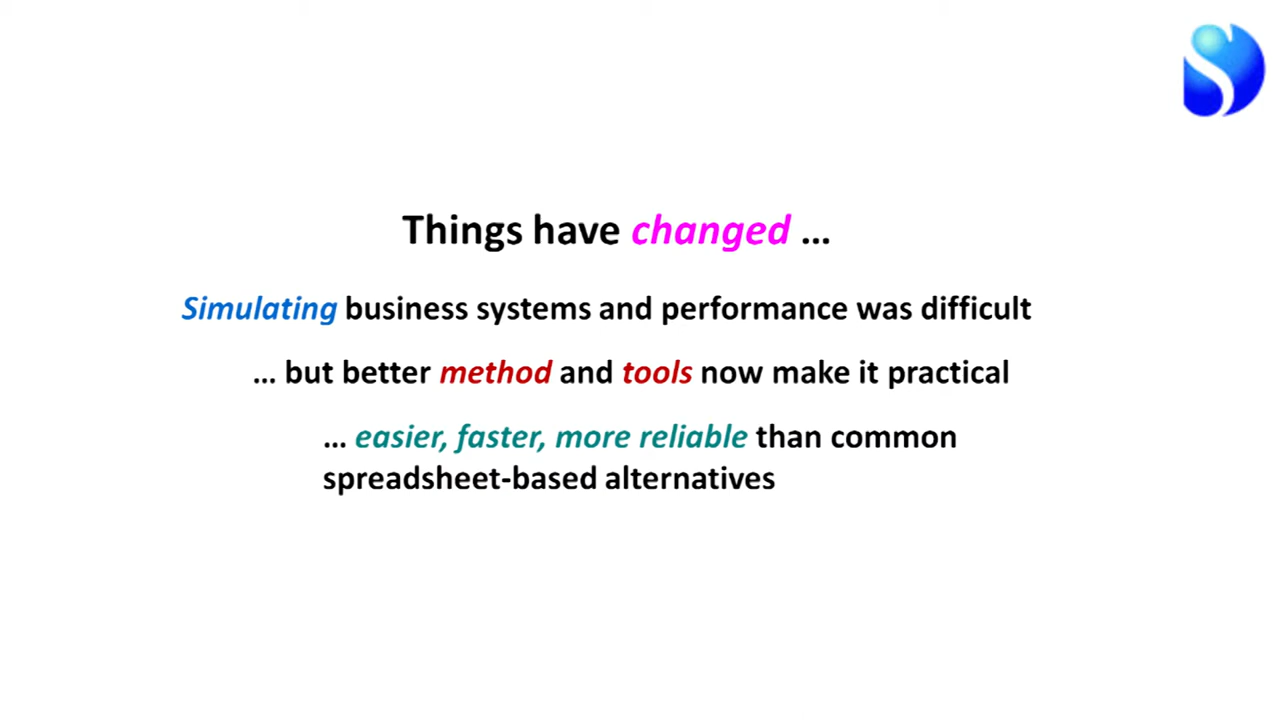 Things have changed ...
Simulating business systems and performance was difficult
... but better method and tools now make it practical
... easier, faster, more reliable than common
spreadsheet-based alternatives